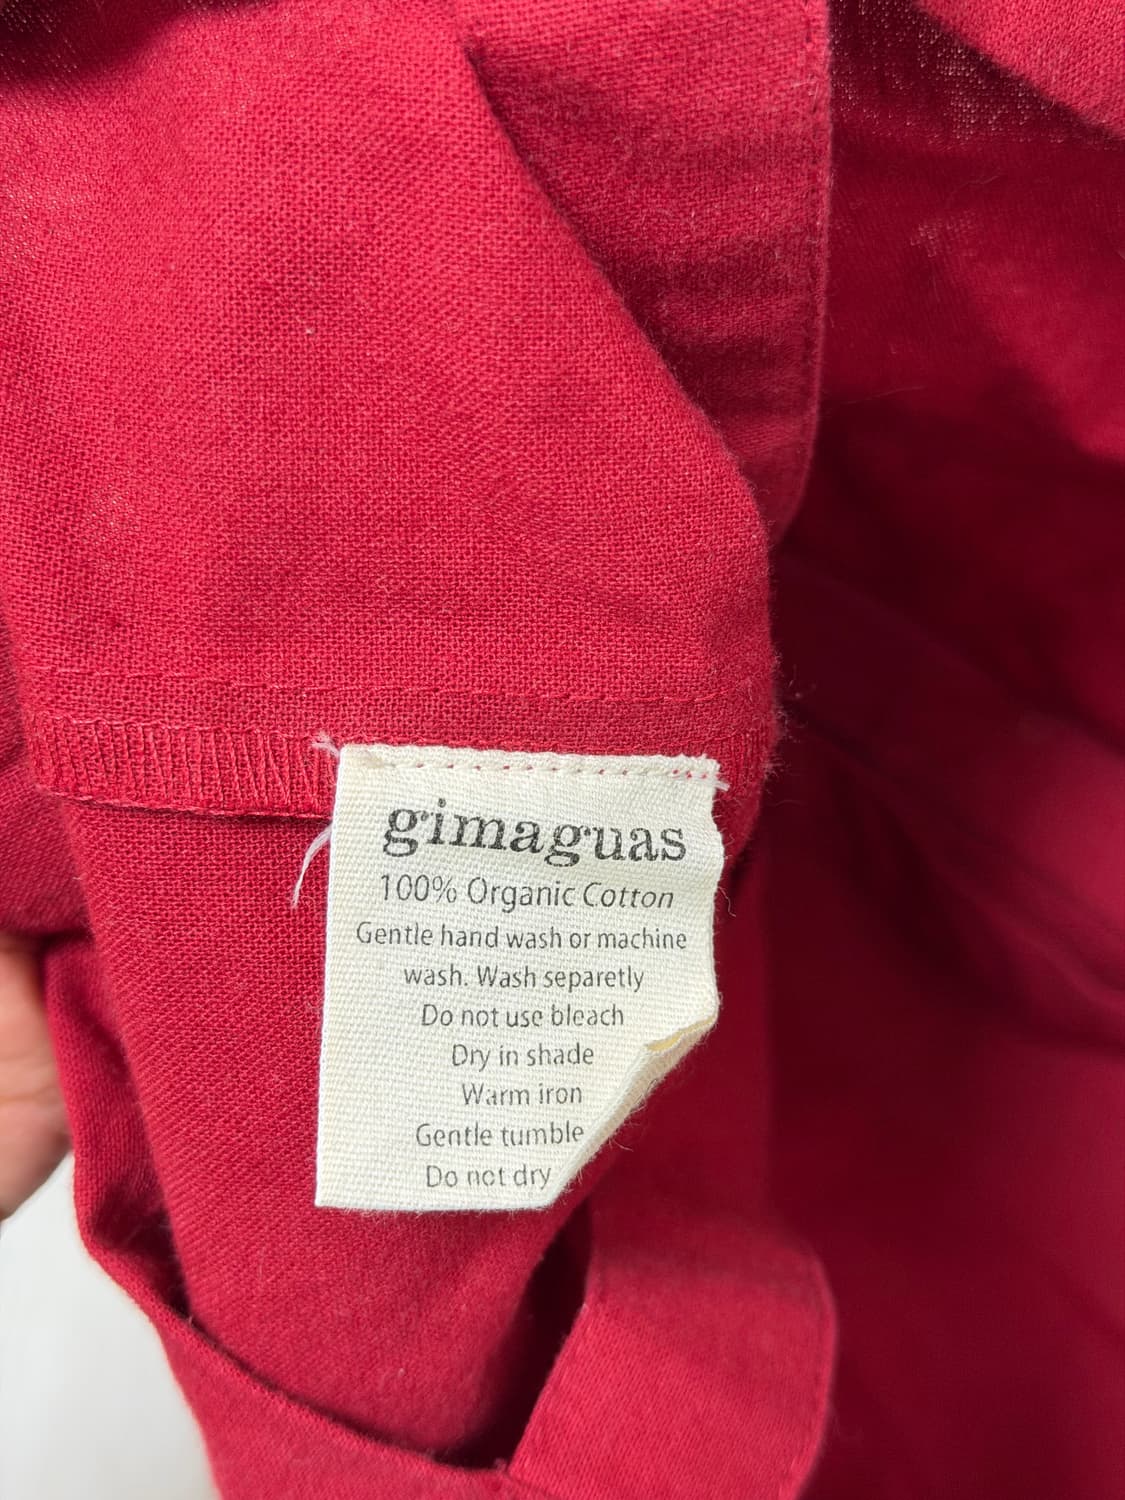 gimaguas
100% Organic Cotton
Gentle hand wash or machine
wash. Wash separetly
Do not use bleach
Dry in shade
Warm iron
Gentle tumble
Do not dry